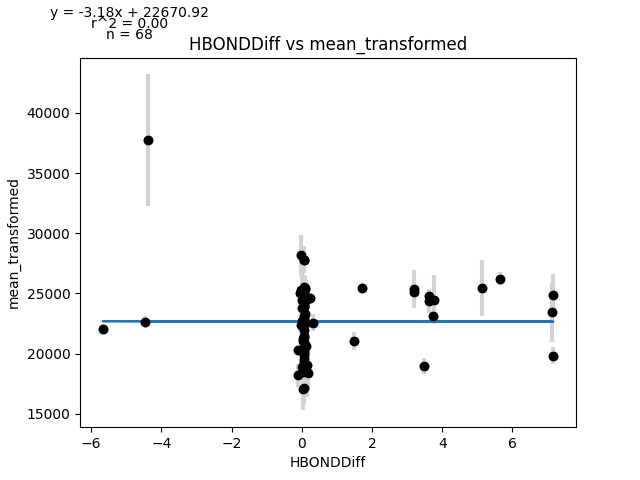 y = -3.18x + 22670.92
r^2 = 0.00
n = 68
HBONDDiff vs mean_transformed
mean_transformed
40000
35000
30000
25000
20000
15000
−6
−4
−2
0
2
4
6
HBONDDiff